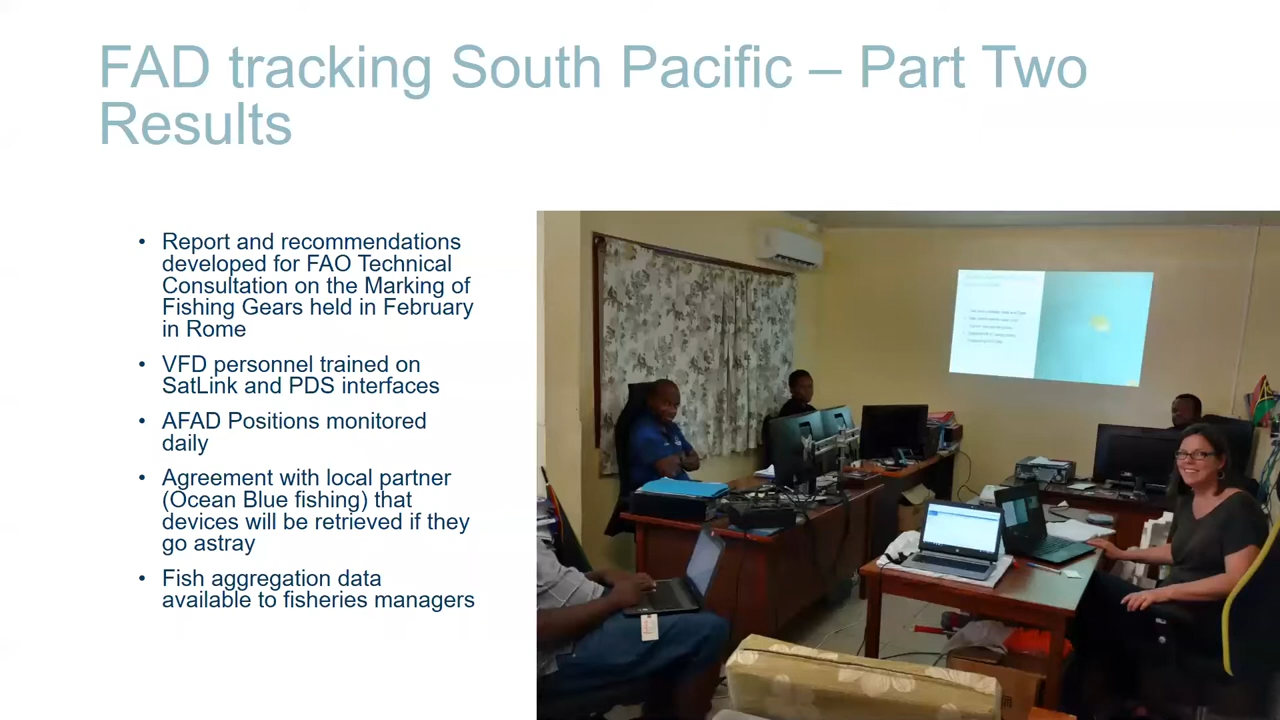 FAD tracking South Pacific – Part Two
Results
• Report and recommendations
developed for FAO Technical
Consultation on the Marking of
Fishing Gears held in February
in Rome
• VFD personnel trained on
SatLink and PDS interfaces
• AFAD Positions monitored
daily
• Agreement with local partner
(Ocean Blue fishing) that
devices will be retrieved if they
go astray
• Fish aggregation data
available to fisheries managers